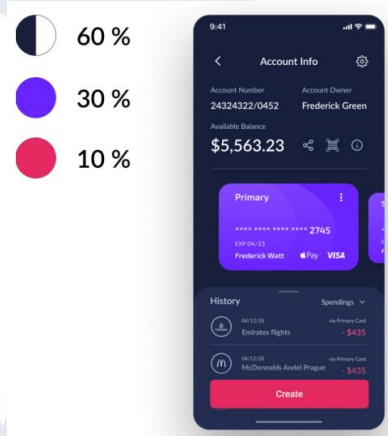 60 %
30 %
10 %
9:41
Account Info
Account Number Account Owner
24324322/0452 Frederick Green
Available Balance
$5,563.23
Primary
**** **** **** **** 2745
EXP 04/23
Frederick Watt Pay VISA
History Spendings
04/12/20 via Primary Card
Emirates flights - $435
04/12/20 via Primary Card
McDonnalds Andel Prague - $435
Create